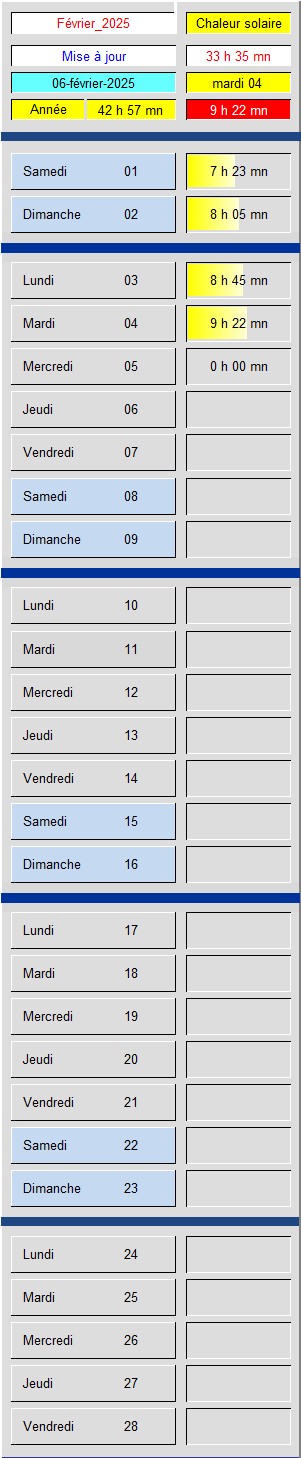 Février_2025 Chaleur solaire
Mise à jour 33 h 35 mn
06-février-2025 mardi 04
Année 42 h 57 mn 9 h 22 mn
Samedi 01 7 h 23 mn
Dimanche 02 8 h 05 mn
Lundi 03 8 h 45 mn
Mardi 04 9 h 22 mn
Mercredi 05 0 h 00 mn
Jeudi 06
Vendredi 07
Samedi 08
Dimanche 09
Lundi 10
Mardi 11
Mercredi 12
Jeudi 13
Vendredi 14
Samedi 15
Dimanche 16
Lundi 17
Mardi 18
Mercredi 19
Jeudi 20
Vendredi 21
Samedi 22
Dimanche 23
Lundi 24
Mardi 25
Mercredi 26
Jeudi 27
Vendredi 28